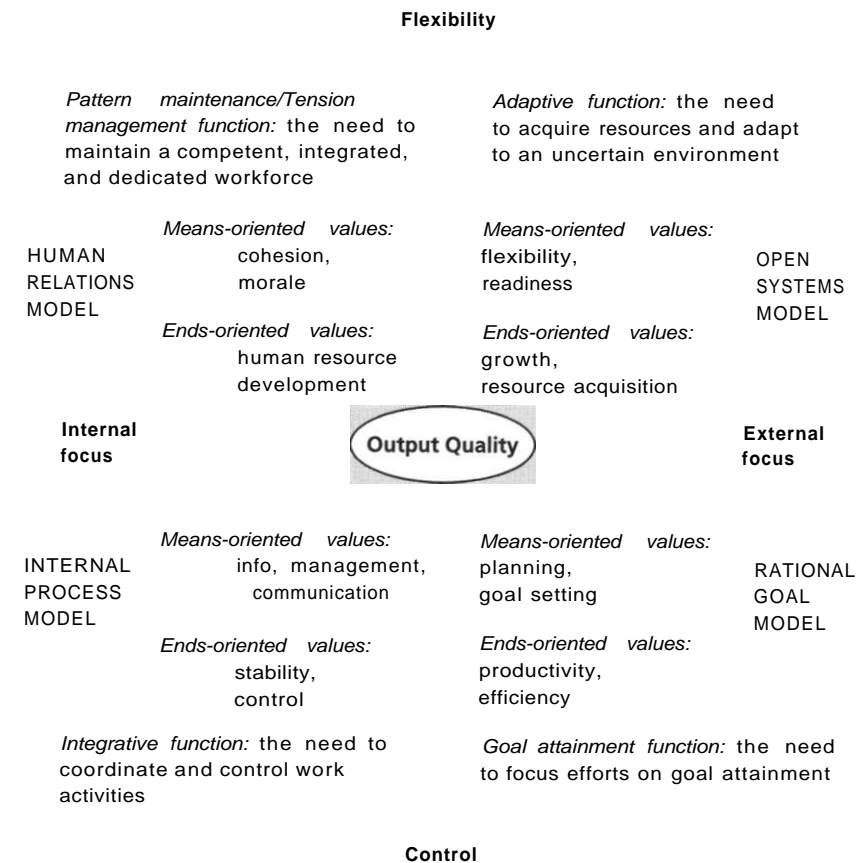 Flexibility
Pattern maintenance/Tension
management function: the need to
maintain a competent, integrated,
and dedicated workforce
Adaptive function: the need
to acquire resources and adapt
to an uncertain environment
HUMAN
RELATIONS
MODEL
Means-oriented values:
cohesion,
morale
Ends-oriented values:
human resource
development
Means-oriented values:
flexibility,
readiness
Ends-oriented values:
growth,
resource acquisition
OPEN
SYSTEMS
MODEL
Internal
focus
Output Quality
External
focus
INTERNAL
PROCESS
MODEL
Means-oriented values:
info, management,
communication
Ends-oriented values:
stability,
control
Means-oriented values:
planning,
goal setting
Ends-oriented values:
productivity,
efficiency
RATIONAL
GOAL
MODEL
Integrative function: the need to
coordinate and control work
activities
Goal attainment function: the need
to focus efforts on goal attainment
Control